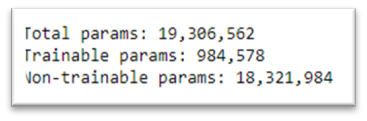 Total params: 19,306,562
Trainable params: 984,578
Non-trainable params: 18,321,984